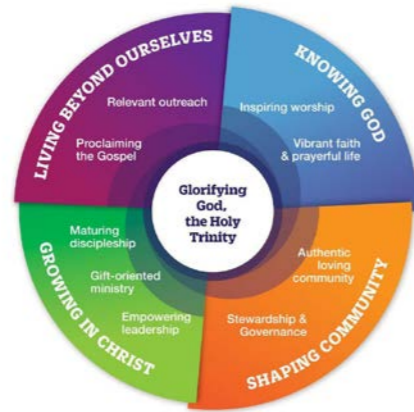 LIVING BEYOND OURSELVES
Relevant outreach
Proclaiming
the Gospel
KNOWING GOD
Inspiring worship
Vibrant faith
& prayerful life
Glorifying
God,
the Holy
Trinity
Maturing
discipleship
Gift-oriented
ministry
Empowering
leadership
GROWING IN CHRIST
Authentic
loving
community
Stewardship &
Governance
SHAPING COMMUNITY